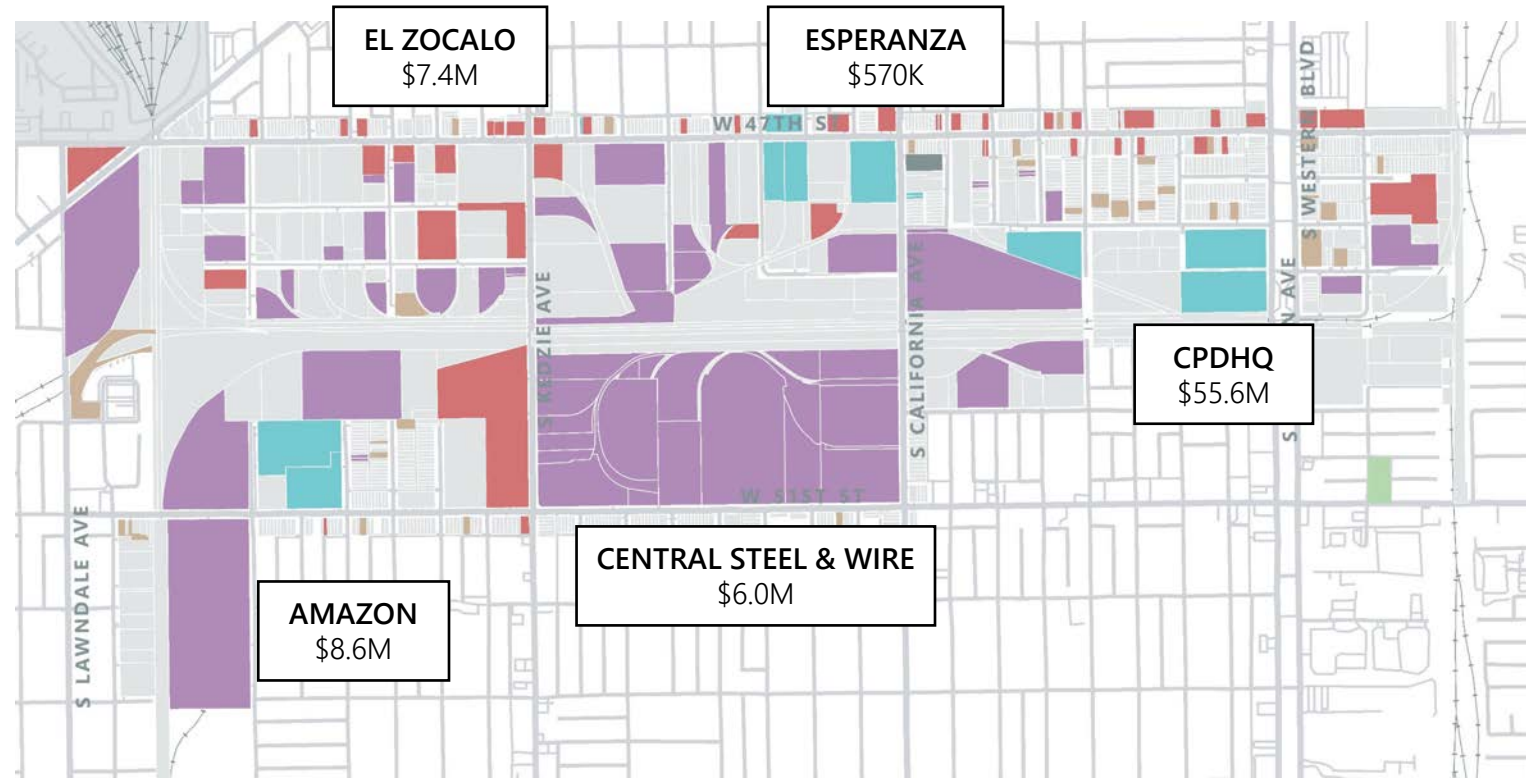 EL ZOCALO
$7.4M
ESPERANZA
$570K
W 47TH ST
S WESTERN BLVD
S KEDZIE AVE
S CALIFORNIA AVE
CPDHQ
$55.6M
S
N AVE
W 51ST ST
S LAWNDALE AVE
CENTRAL STEEL & WIRE
$6.0M
AMAZON
$8.6M